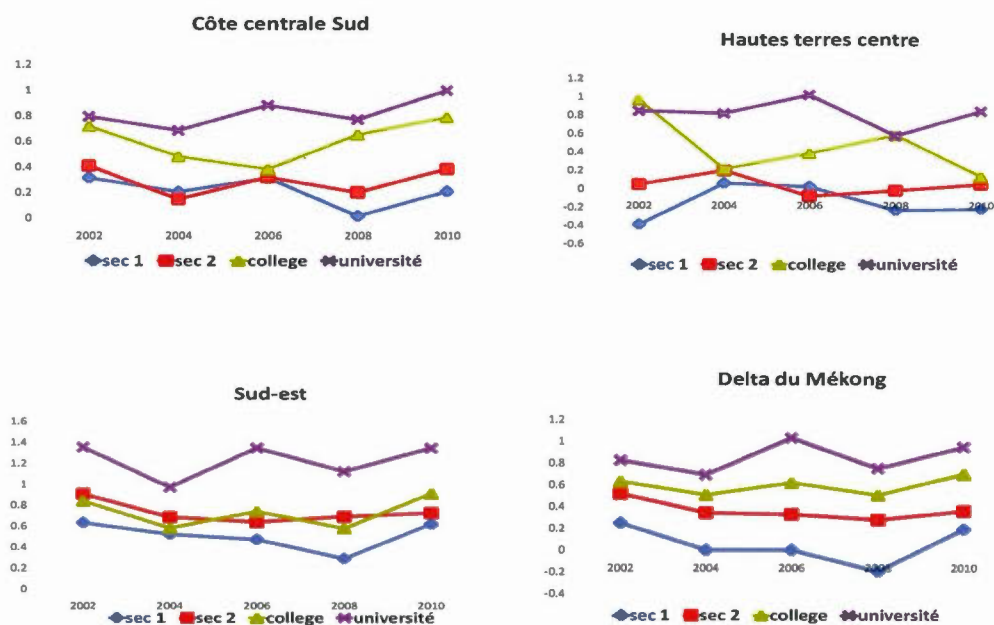 Côte centrale Sud
1.2
1
0.8
0.6
0.4
0.2
0
2002 2004 2006 2008 2010
sec 1 sec 2 college université
Hautes terres centre
1.2
1
0.8
0.6
0.4
0.2
0
-0.2
-0.4
-0.6
2002 2004 2006 2008 2010
sec 1 sec 2 college université
Sud-est
1.6
1.4
1.2
1
0.8
0.6
0.4
0.2
0
2002 2004 2006 2008 2010
sec 1 sec 2 college université
Delta du Mékong
1.2
1
0.8
0.6
0.4
0.2
0
-0.2
-0.4
2002 2004 2006 2008 2010
sec 1 sec 2 college université